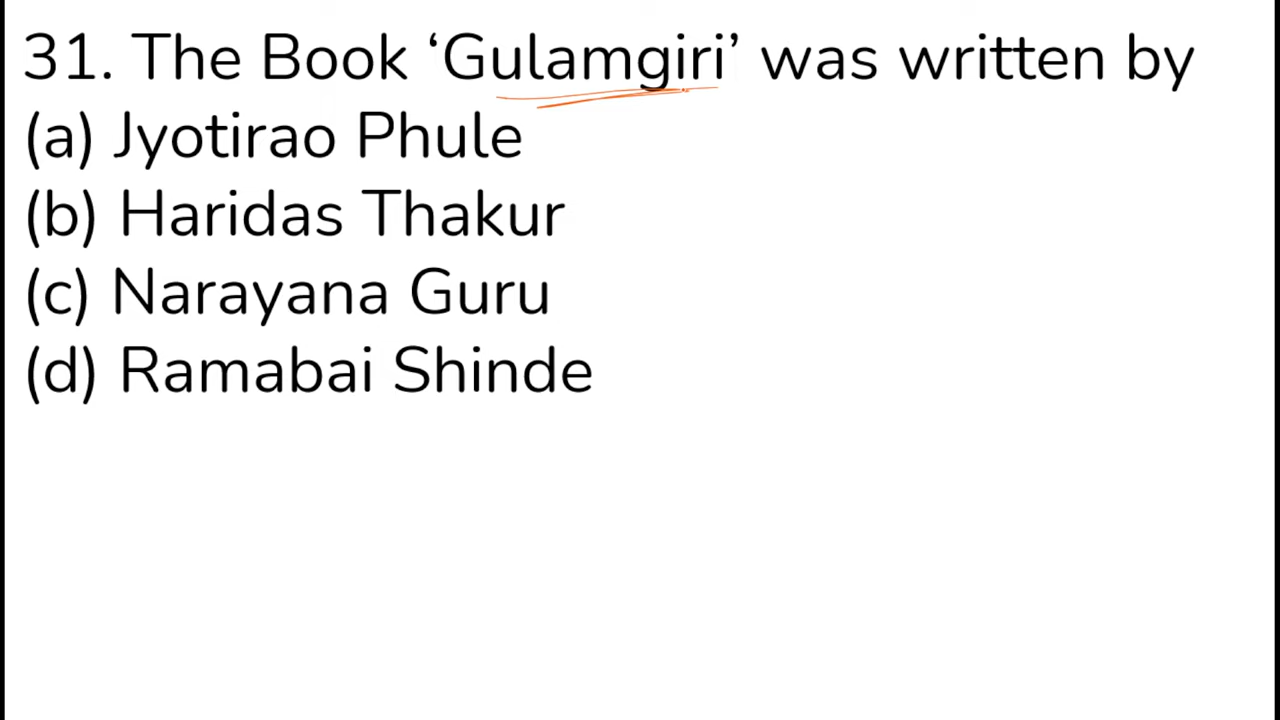 31. The Book ‘Gulamgiri’ was written by
(a) Jyotirao Phule
(b) Haridas Thakur
(c) Narayana Guru
(d) Ramabai Shinde